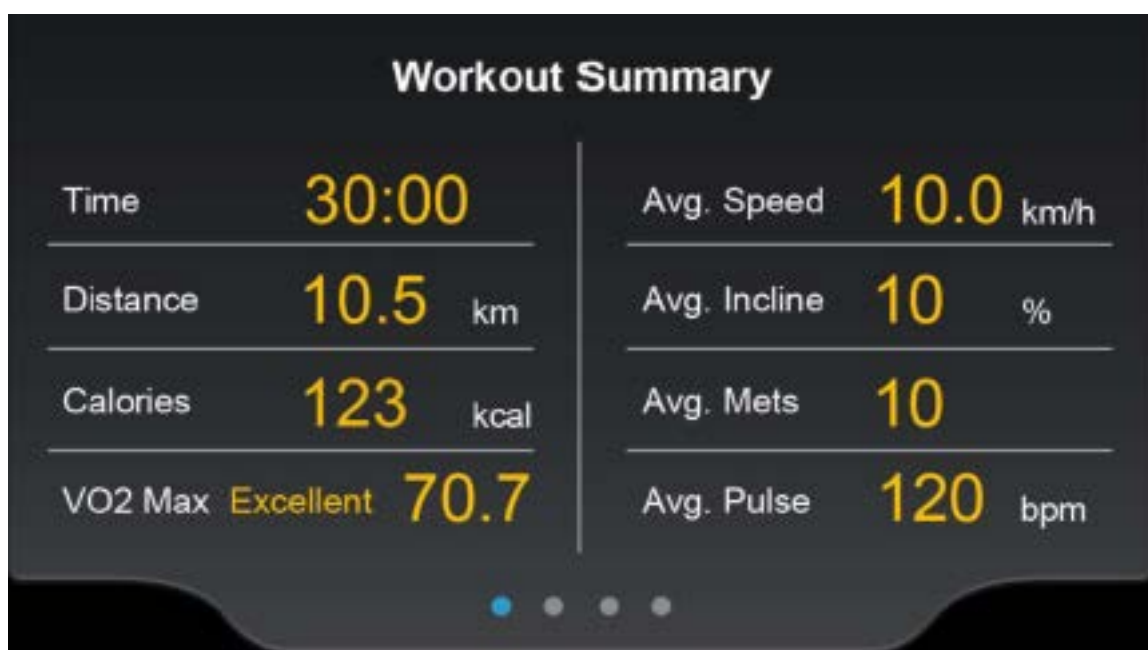 Workout Summary
Time 30:00
Distance 10.5 km
Calories 123 kcal
VO2 Max Excellent 70.7
Avg. Speed 10.0 km/h
Avg. Incline 10 %
Avg. Mets 10
Avg. Pulse 120 bpm